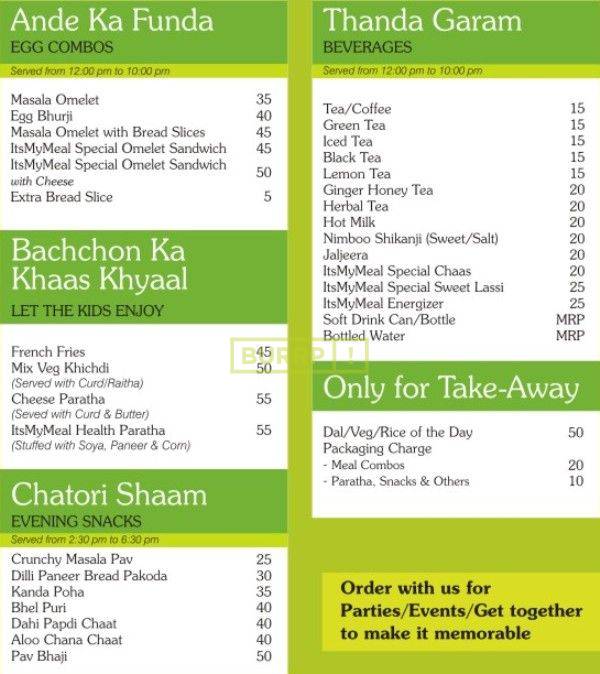 Ande Ka Funda
EGG COMBOS
Served from 12:00 pm to 10:00 pm
Masala Omelet 35
Egg Bhurji 40
Masala Omelet with Bread Slices 45
ItsMyMeal Special Omelet Sandwich 45
ItsMyMeal Special Omelet Sandwich 50
with Cheese
Extra Bread Slice 5
Bachchon Ka
Khaas Khyaal
LET THE KIDS ENJOY
French Fries 45
Mix Veg Khichdi 50
(Served with Curd/Raitha)
Cheese Paratha 55
(Seved with Curd & Butter)
ItsMyMeal Health Paratha 55
(Stuffed with Soya, Paneer & Corn)
Chatori Shaam
EVENING SNACKS
Served from 2:30 pm to 6:30 pm
Crunchy Masala Pav 25
Dilli Paneer Bread Pakoda 30
Kanda Poha 35
Bhel Puri 40
Dahi Papdi Chaat 40
Aloo Chana Chaat 40
Pav Bhaji 50
Thanda Garam
BEVERAGES
Served from 12:00 pm to 10:00 pm
Tea/Coffee 15
Green Tea 15
Iced Tea 15
Black Tea 15
Lemon Tea 15
Ginger Honey Tea 20
Herbal Tea 20
Hot Milk 20
Nimboo Shikanji (Sweet/Salt) 20
Jaljeera 20
ItsMyMeal Special Chaas 20
ItsMyMeal Special Sweet Lassi 25
ItsMyMeal Energizer 25
Soft Drink Can/Bottle MRP
Bottled Water MRP
BURRP!
Only for Take-Away
Dal/Veg/Rice of the Day 50
Packaging Charge
- Meal Combos 20
- Paratha, Snacks & Others 10
Order with us for
Parties/Events/Get together
to make it memorable